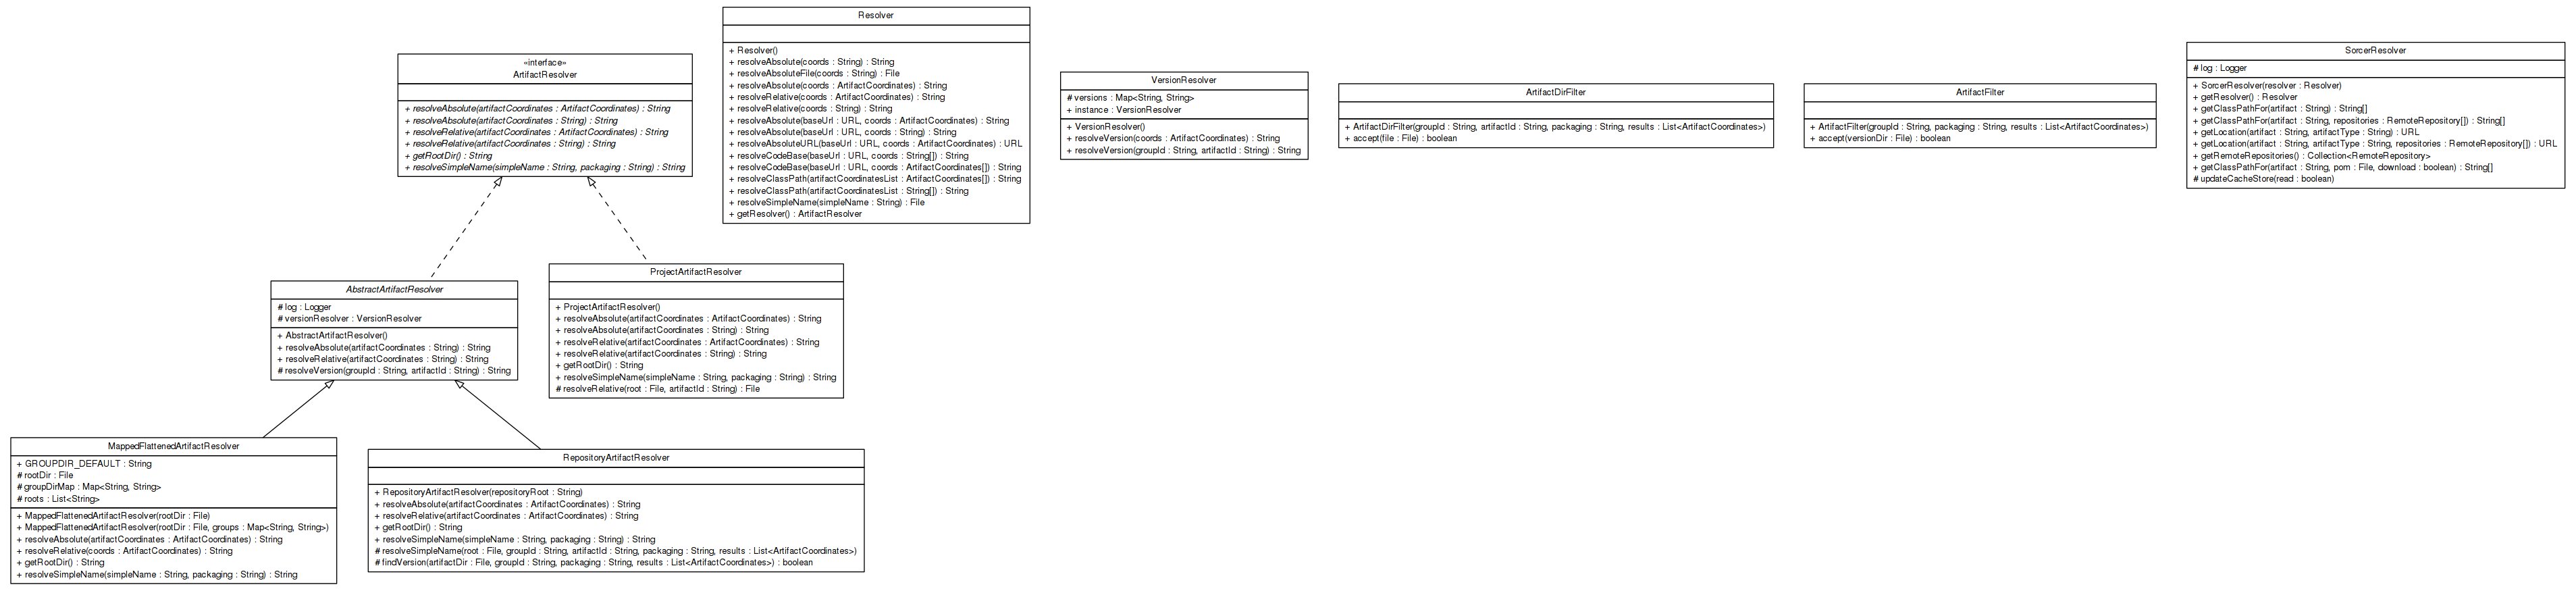 Resolver
+ Resolver()
+ resolveAbsolute(coords : String) : String
+ resolveAbsoluteFile(coords : String) : File
+ resolveAbsolute(coords : ArtifactCoordinates) : String
+ resolveRelative(coords : ArtifactCoordinates) : String
+ resolveRelative(coords : String) : String
+ resolveAbsolute(baseUrl : URL, coords : ArtifactCoordinates) : String
+ resolveAbsolute(baseUrl : URL, coords : String) : String
+ resolveAbsoluteURL(baseUrl : URL, coords : ArtifactCoordinates) : URL
+ resolveCodeBase(baseUrl : URL, coords : String[]) : String
+ resolveCodeBase(baseUrl : URL, coords : ArtifactCoordinates[]) : String
+ resolveClassPath(artifactCoordinatesList : ArtifactCoordinates[]) : String
+ resolveClassPath(artifactCoordinatesList : String[]) : String
+ resolveSimpleName(simpleName : String) : File
+ getResolver() : ArtifactResolver
«interface»
ArtifactResolver
+ resolveAbsolute(artifactCoordinates : ArtifactCoordinates) : String
+ resolveAbsolute(artifactCoordinates : String) : String
+ resolveRelative(artifactCoordinates : ArtifactCoordinates) : String
+ resolveRelative(artifactCoordinates : String) : String
+ getRootDir() : String
+ resolveSimpleName(simpleName : String, packaging : String) : String
VersionResolver
# versions : Map<String, String>
+ instance : VersionResolver
+ VersionResolver()
+ resolveVersion(coords : ArtifactCoordinates) : String
+ resolveVersion(groupId : String, artifactId : String) : String
ArtifactDirFilter
+ ArtifactDirFilter(groupId : String, artifactId : String, packaging : String, results : List<ArtifactCoordinates>)
+ accept(file : File) : boolean
ArtifactFilter
+ ArtifactFilter(groupId : String, packaging : String, results : List<ArtifactCoordinates>)
+ accept(versionDir : File) : boolean
SorcerResolver
# log : Logger
+ SorcerResolver(resolver : Resolver)
+ getResolver() : Resolver
+ getClassPathFor(artifact : String) : String[]
+ getClassPathFor(artifact : String, repositories : RemoteRepository[]) : String[]
+ getLocation(artifact : String, artifactType : String) : URL
+ getLocation(artifact : String, artifactType : String, repositories : RemoteRepository[]) : URL
+ getRemoteRepositories() : Collection<RemoteRepository>
+ getClassPathFor(artifact : String, pom : File, download : boolean) : String[]
# updateCacheStore(read : boolean)
AbstractArtifactResolver
# log : Logger
# versionResolver : VersionResolver
+ AbstractArtifactResolver()
+ resolveAbsolute(artifactCoordinates : String) : String
+ resolveRelative(artifactCoordinates : String) : String
# resolveVersion(groupId : String, artifactId : String) : String
ProjectArtifactResolver
+ ProjectArtifactResolver()
+ resolveAbsolute(artifactCoordinates : ArtifactCoordinates) : String
+ resolveAbsolute(artifactCoordinates : String) : String
+ resolveRelative(artifactCoordinates : ArtifactCoordinates) : String
+ resolveRelative(artifactCoordinates : String) : String
+ getRootDir() : String
+ resolveSimpleName(simpleName : String, packaging : String) : String
# resolveRelative(root : File, artifactId : String) : File
MappedFlattenedArtifactResolver
+ GROUPDIR_DEFAULT : String
# rootDir : File
# groupDirMap : Map<String, String>
# roots : List<String>
+ MappedFlattenedArtifactResolver(rootDir : File)
+ MappedFlattenedArtifactResolver(rootDir : File, groups : Map<String, String>)
+ resolveAbsolute(artifactCoordinates : ArtifactCoordinates) : String
+ resolveRelative(coords : ArtifactCoordinates) : String
+ getRootDir() : String
+ resolveSimpleName(simpleName : String, packaging : String) : String
RepositoryArtifactResolver
+ RepositoryArtifactResolver(repositoryRoot : String)
+ resolveAbsolute(artifactCoordinates : ArtifactCoordinates) : String
+ resolveRelative(artifactCoordinates : ArtifactCoordinates) : String
+ getRootDir() : String
+ resolveSimpleName(simpleName : String, packaging : String) : String
# resolveSimpleName(root : File, groupId : String, artifactId : String, packaging : String, results : List<ArtifactCoordinates>)
# findVersion(artifactDir : File, groupId : String, packaging : String, results : List<ArtifactCoordinates>) : boolean